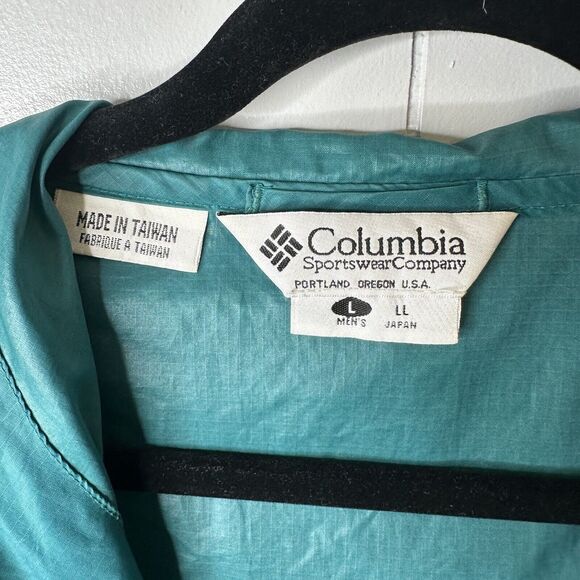 MADE IN TAIWAN
FABRIQUE A TAIWAN
Columbia
SportswearCompany
PORTLAND, OREGON U.S.A.
L LL
MEN'S JAPAN